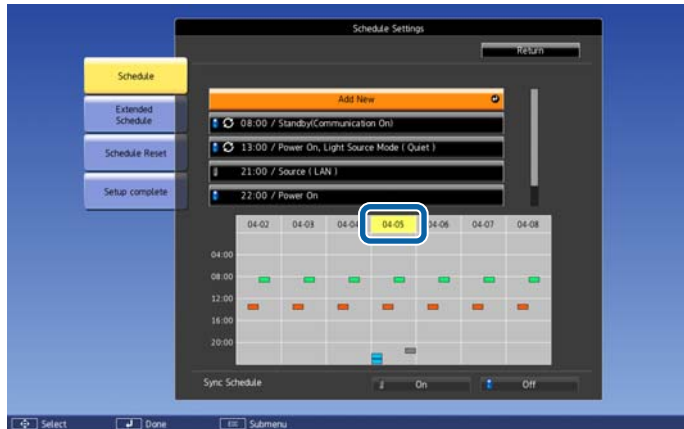 Schedule Settings
Return
Schedule
Extended
Schedule
Schedule Reset
Setup complete
Add New
08:00 / Standby(Communication On)
13:00 / Power On, Light Source Mode ( Quiet )
21:00 / Source ( LAN )
22:00 / Power On
04-02 04-03 04-04 04-05 04-06 04-07 04-08
04:00
08:00
12:00
16:00
20:00
Sync Schedule On Off
Select Done Esc Submenu